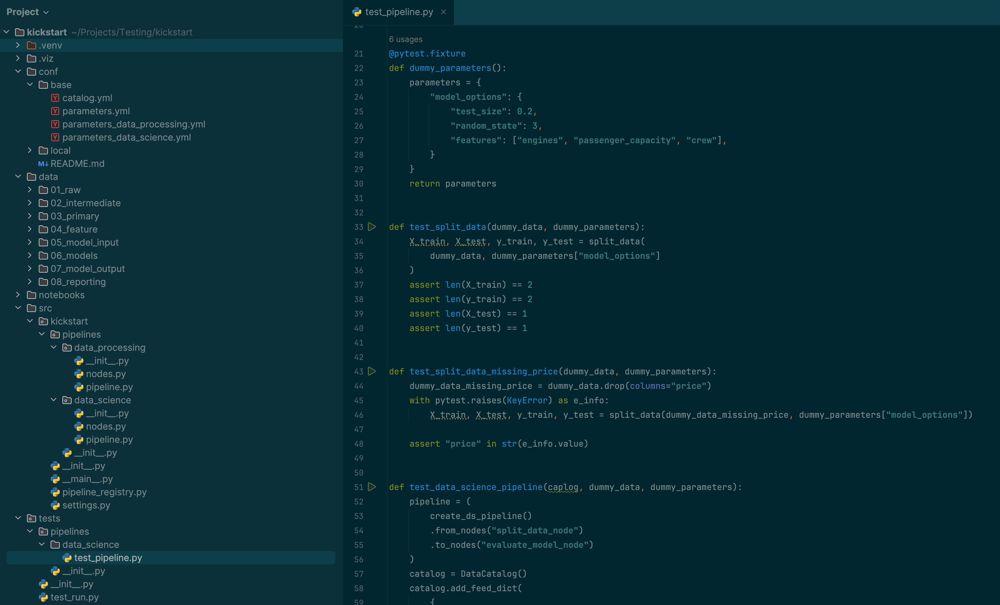 Project
kickstart ~/Projects/Testing/kickstart
.venv
.viz
conf
base
catalog.yml
parameters.yml
parameters_data_processing.yml
parameters_data_science.yml
local
README.md
data
01_raw
02_intermediate
03_primary
04_feature
05_model_input
06_models
07_model_output
08_reporting
notebooks
src
kickstart
pipelines
data_processing
__init__.py
nodes.py
pipeline.py
data_science
__init__.py
nodes.py
pipeline.py
__init__.py
__init__.py
__main__.py
pipeline_registry.py
settings.py
tests
pipelines
data_science
test_pipeline.py
__init__.py
__init__.py
test_run.py
test_pipeline.py
20
6 usages
21 @pytest.fixture
22 def dummy_parameters():
23 parameters = {
24 "model_options": {
25 "test_size": 0.2,
26 "random_state": 3,
27 "features": ["engines", "passenger_capacity", "crew"],
28 }
29 }
30 return parameters
31
32
33 def test_split_data(dummy_data, dummy_parameters):
34 X_train, X_test, y_train, y_test = split_data(
35 dummy_data, dummy_parameters["model_options"]
36 )
37 assert len(X_train) == 2
38 assert len(y_train) == 2
39 assert len(X_test) == 1
40 assert len(y_test) == 1
41
42
43 def test_split_data_missing_price(dummy_data, dummy_parameters):
44 dummy_data_missing_price = dummy_data.drop(columns="price")
45 with pytest.raises(KeyError) as e_info:
46 X_train, X_test, y_train, y_test = split_data(dummy_data_missing_price, dummy_parameters["model_options"])
47
48 assert "price" in str(e_info.value)
49
50
51 def test_data_science_pipeline(caplog, dummy_data, dummy_parameters):
52 pipeline = (
53 create_ds_pipeline()
54 .from_nodes("split_data_node")
55 .to_nodes("evaluate_model_node")
56 )
57 catalog = DataCatalog()
58 catalog.add_feed_dict(
59 {